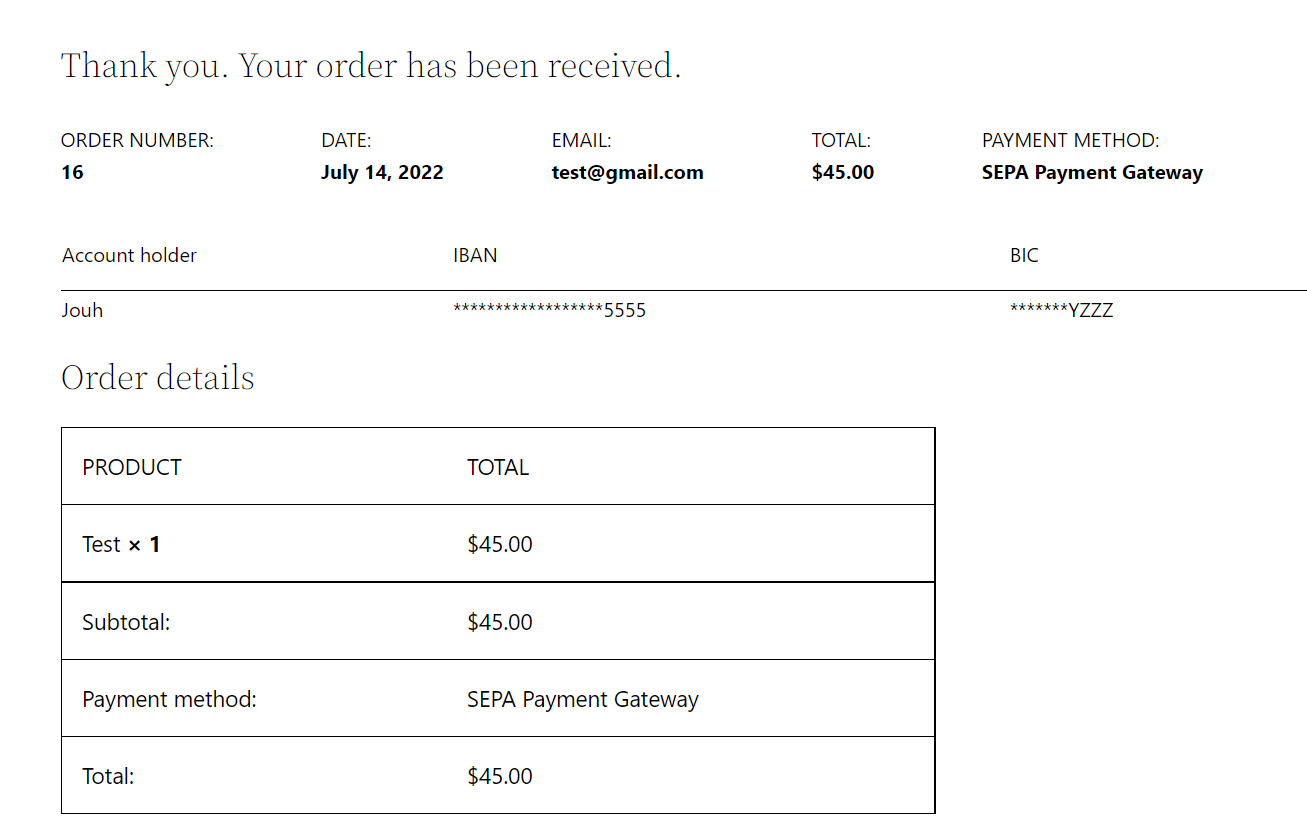 Thank you. Your order has been received.
ORDER NUMBER: DATE: EMAIL: TOTAL: PAYMENT METHOD:
16 July 14, 2022 test@gmail.com $45.00 SEPA Payment Gateway
Account holder IBAN BIC
Jouh ******************5555 *******YZZZ
Order details
PRODUCT TOTAL
Test × 1 $45.00
Subtotal: $45.00
Payment method: SEPA Payment Gateway
Total: $45.00